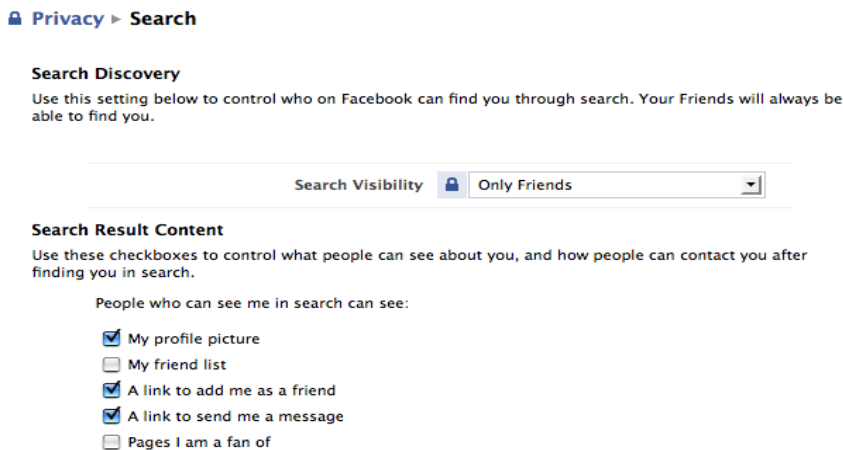 Privacy ► Search
Search Discovery
Use this setting below to control who on Facebook can find you through search. Your Friends will always be
able to find you.
Search Visibility Only Friends
Search Result Content
Use these checkboxes to control what people can see about you, and how people can contact you after
finding you in search.
People who can see me in search can see:
My profile picture
My friend list
A link to add me as a friend
A link to send me a message
Pages I am a fan of